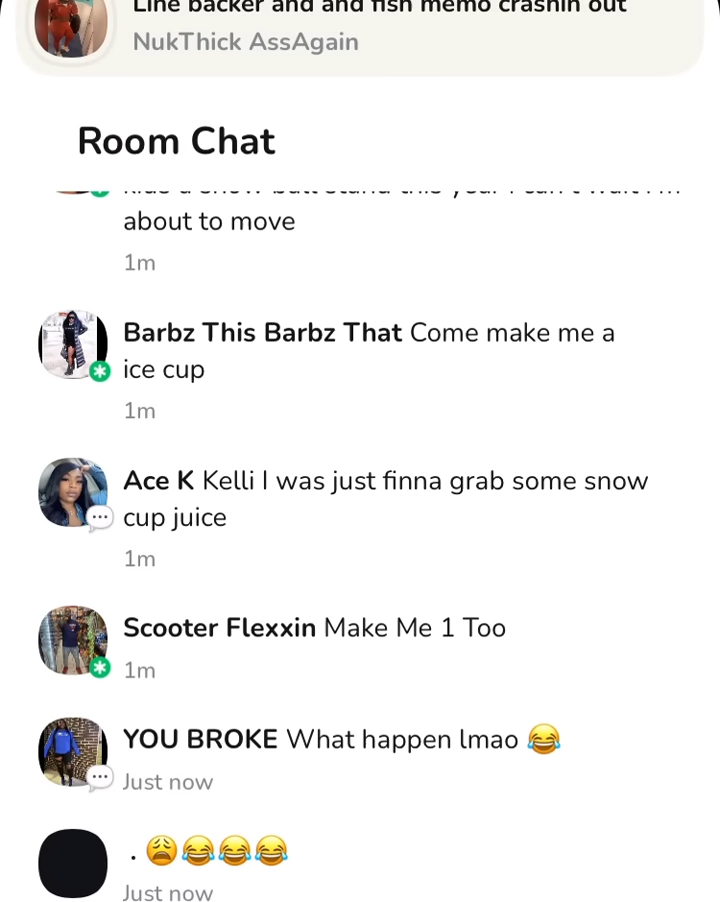 Line backer and and fish memo crashin out
NukThick AssAgain
Room Chat
about to move
1m
Barbz This Barbz That Come make me a
ice cup
1m
Ace K Kelli I was just finna grab some snow
cup juice
1m
Scooter Flexxin Make Me 1 Too
1m
YOU BROKE What happen lmao 😂
Just now
. 😩😂😂😂
Just now